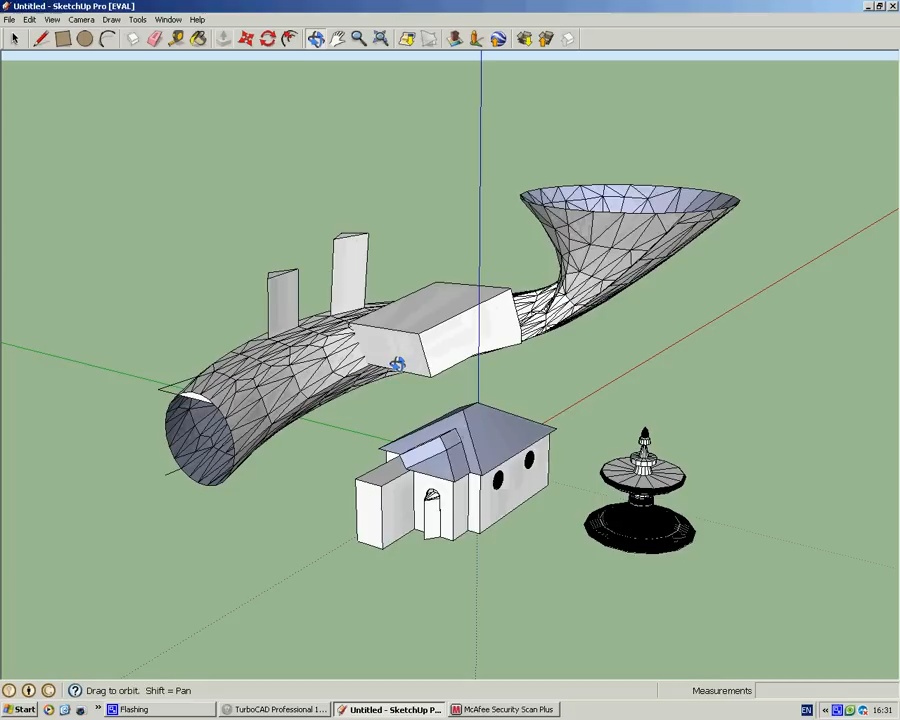 Untitled - SketchUp Pro [EVAL]
File Edit View Camera Draw Tools Window Help
Drag to orbit. Shift = Pan
Measurements
Start » Flashing TurboCAD Professional 1... Untitled - SketchUp P... McAfee Security Scan Plus EN « 16:31